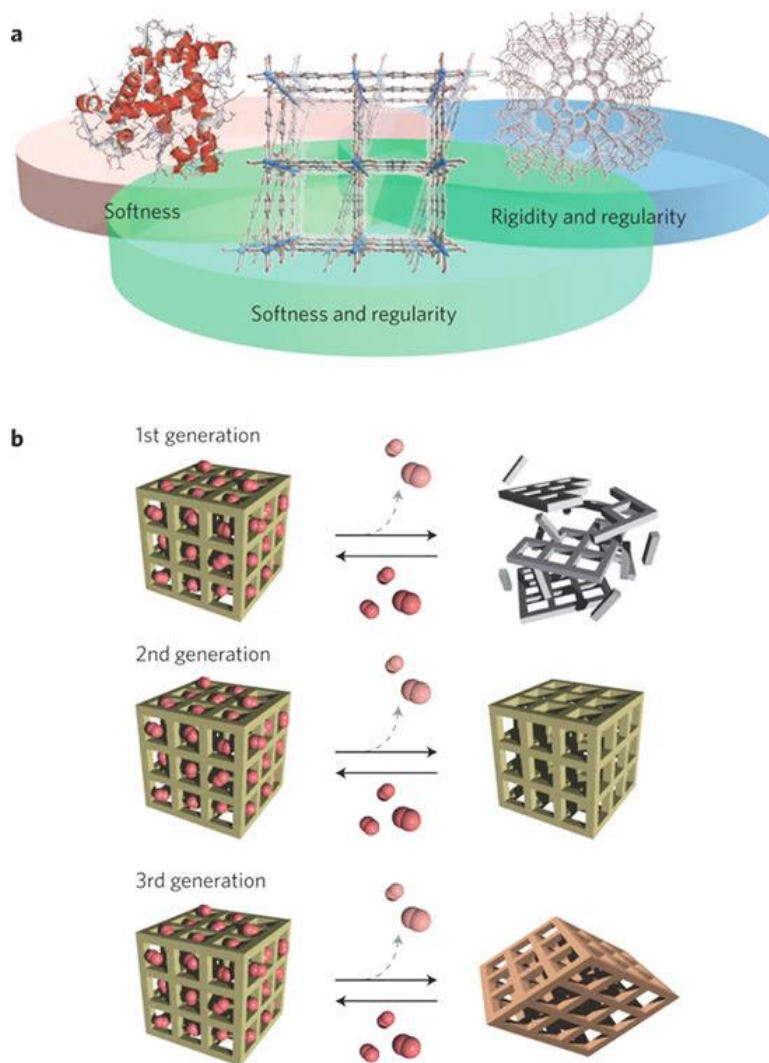 a
Softness
Rigidity and regularity
Softness and regularity
b
1st generation
2nd generation
3rd generation